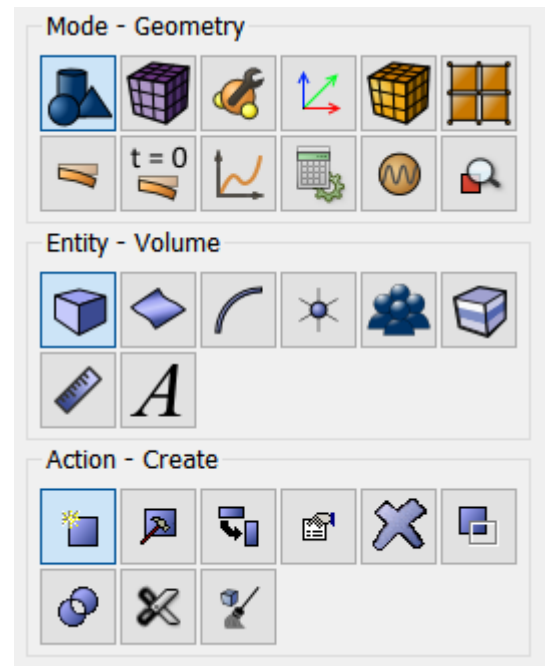 Mode - Geometry
t = 0
Entity - Volume
A
Action - Create